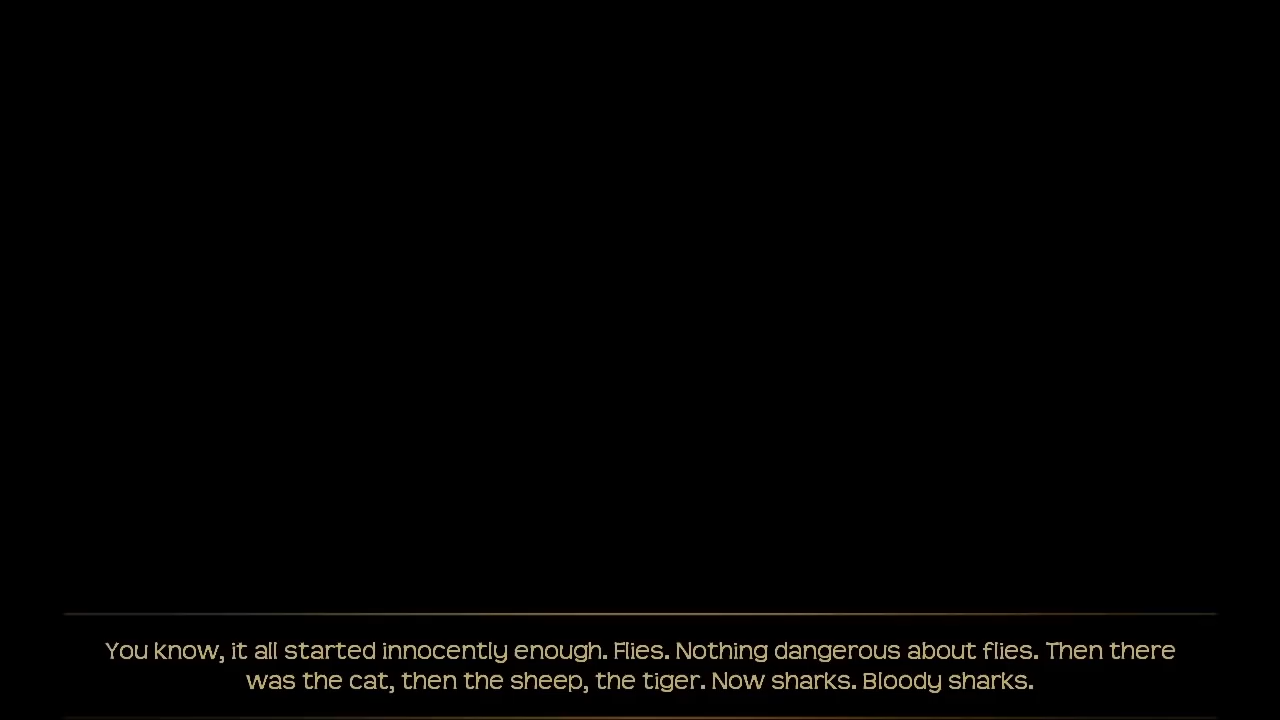 You know, it all started innocently enough. Flies. Nothing dangerous about flies. Then there
was the cat, then the sheep, the tiger. Now sharks. Bloody sharks.